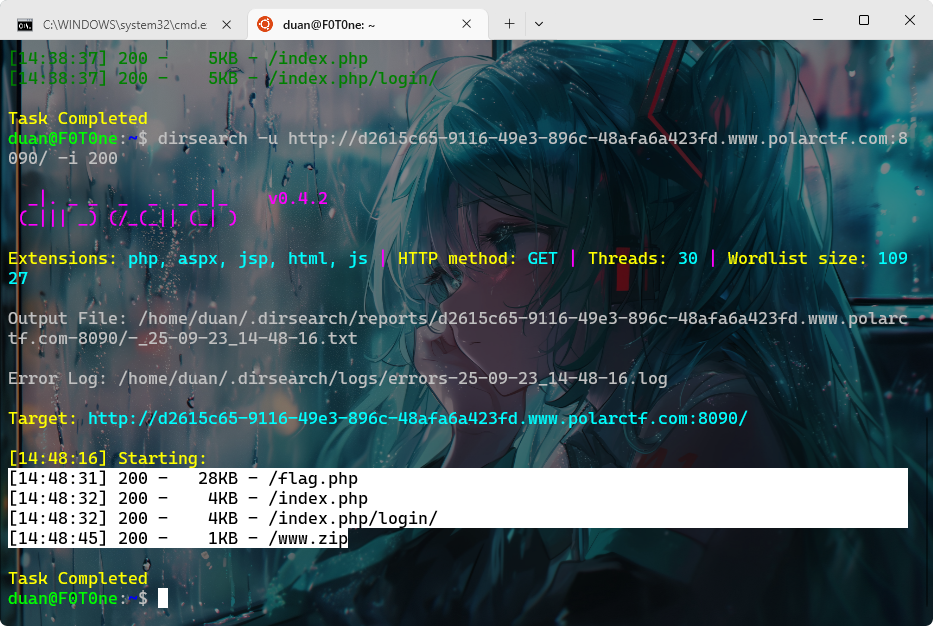 C:\WINDOWS\system32\cmd.e
duan@F0T0ne: ~
[14:38:37] 200 -    5KB - /index.php
[14:38:37] 200 -    5KB - /index.php/login/
Task Completed
duan@F0T0ne:~$ dirsearch -u http://d2615c65-9116-49e3-896c-48afa6a423fd.www.polarctf.com:8
090/ -i 200
v0.4.2
Extensions: php, aspx, jsp, html, js | HTTP method: GET | Threads: 30 | Wordlist size: 109
27
Output File: /home/duan/.dirsearch/reports/d2615c65-9116-49e3-896c-48afa6a423fd.www.polarc
tf.com-8090/-_25-09-23_14-48-16.txt
Error Log: /home/duan/.dirsearch/logs/errors-25-09-23_14-48-16.log
Target: http://d2615c65-9116-49e3-896c-48afa6a423fd.www.polarctf.com:8090/
[14:48:16] Starting:
[14:48:31] 200 -   28KB - /flag.php
[14:48:32] 200 -    4KB - /index.php
[14:48:32] 200 -    4KB - /index.php/login/
[14:48:45] 200 -    1KB - /www.zip
Task Completed
duan@F0T0ne:~$